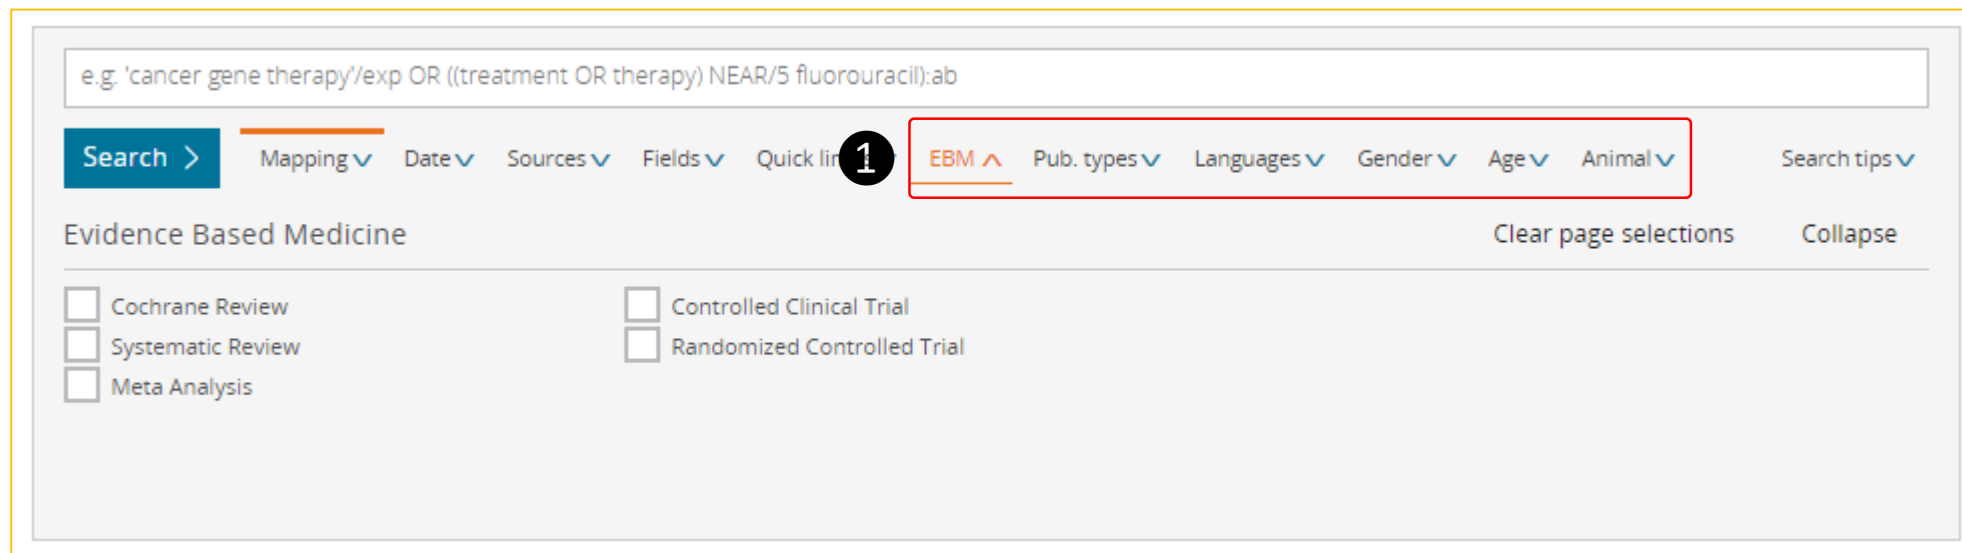 e.g. 'cancer gene therapy'/exp OR ((treatment OR therapy) NEAR/5 fluorouracil):ab
Search Mapping Date Sources Fields Quick 1 EBM Pub. types Languages Gender Age Animal Search tips
Evidence Based Medicine Clear page selections Collapse
Cochrane Review Controlled Clinical Trial
Systematic Review Randomized Controlled Trial
Meta Analysis